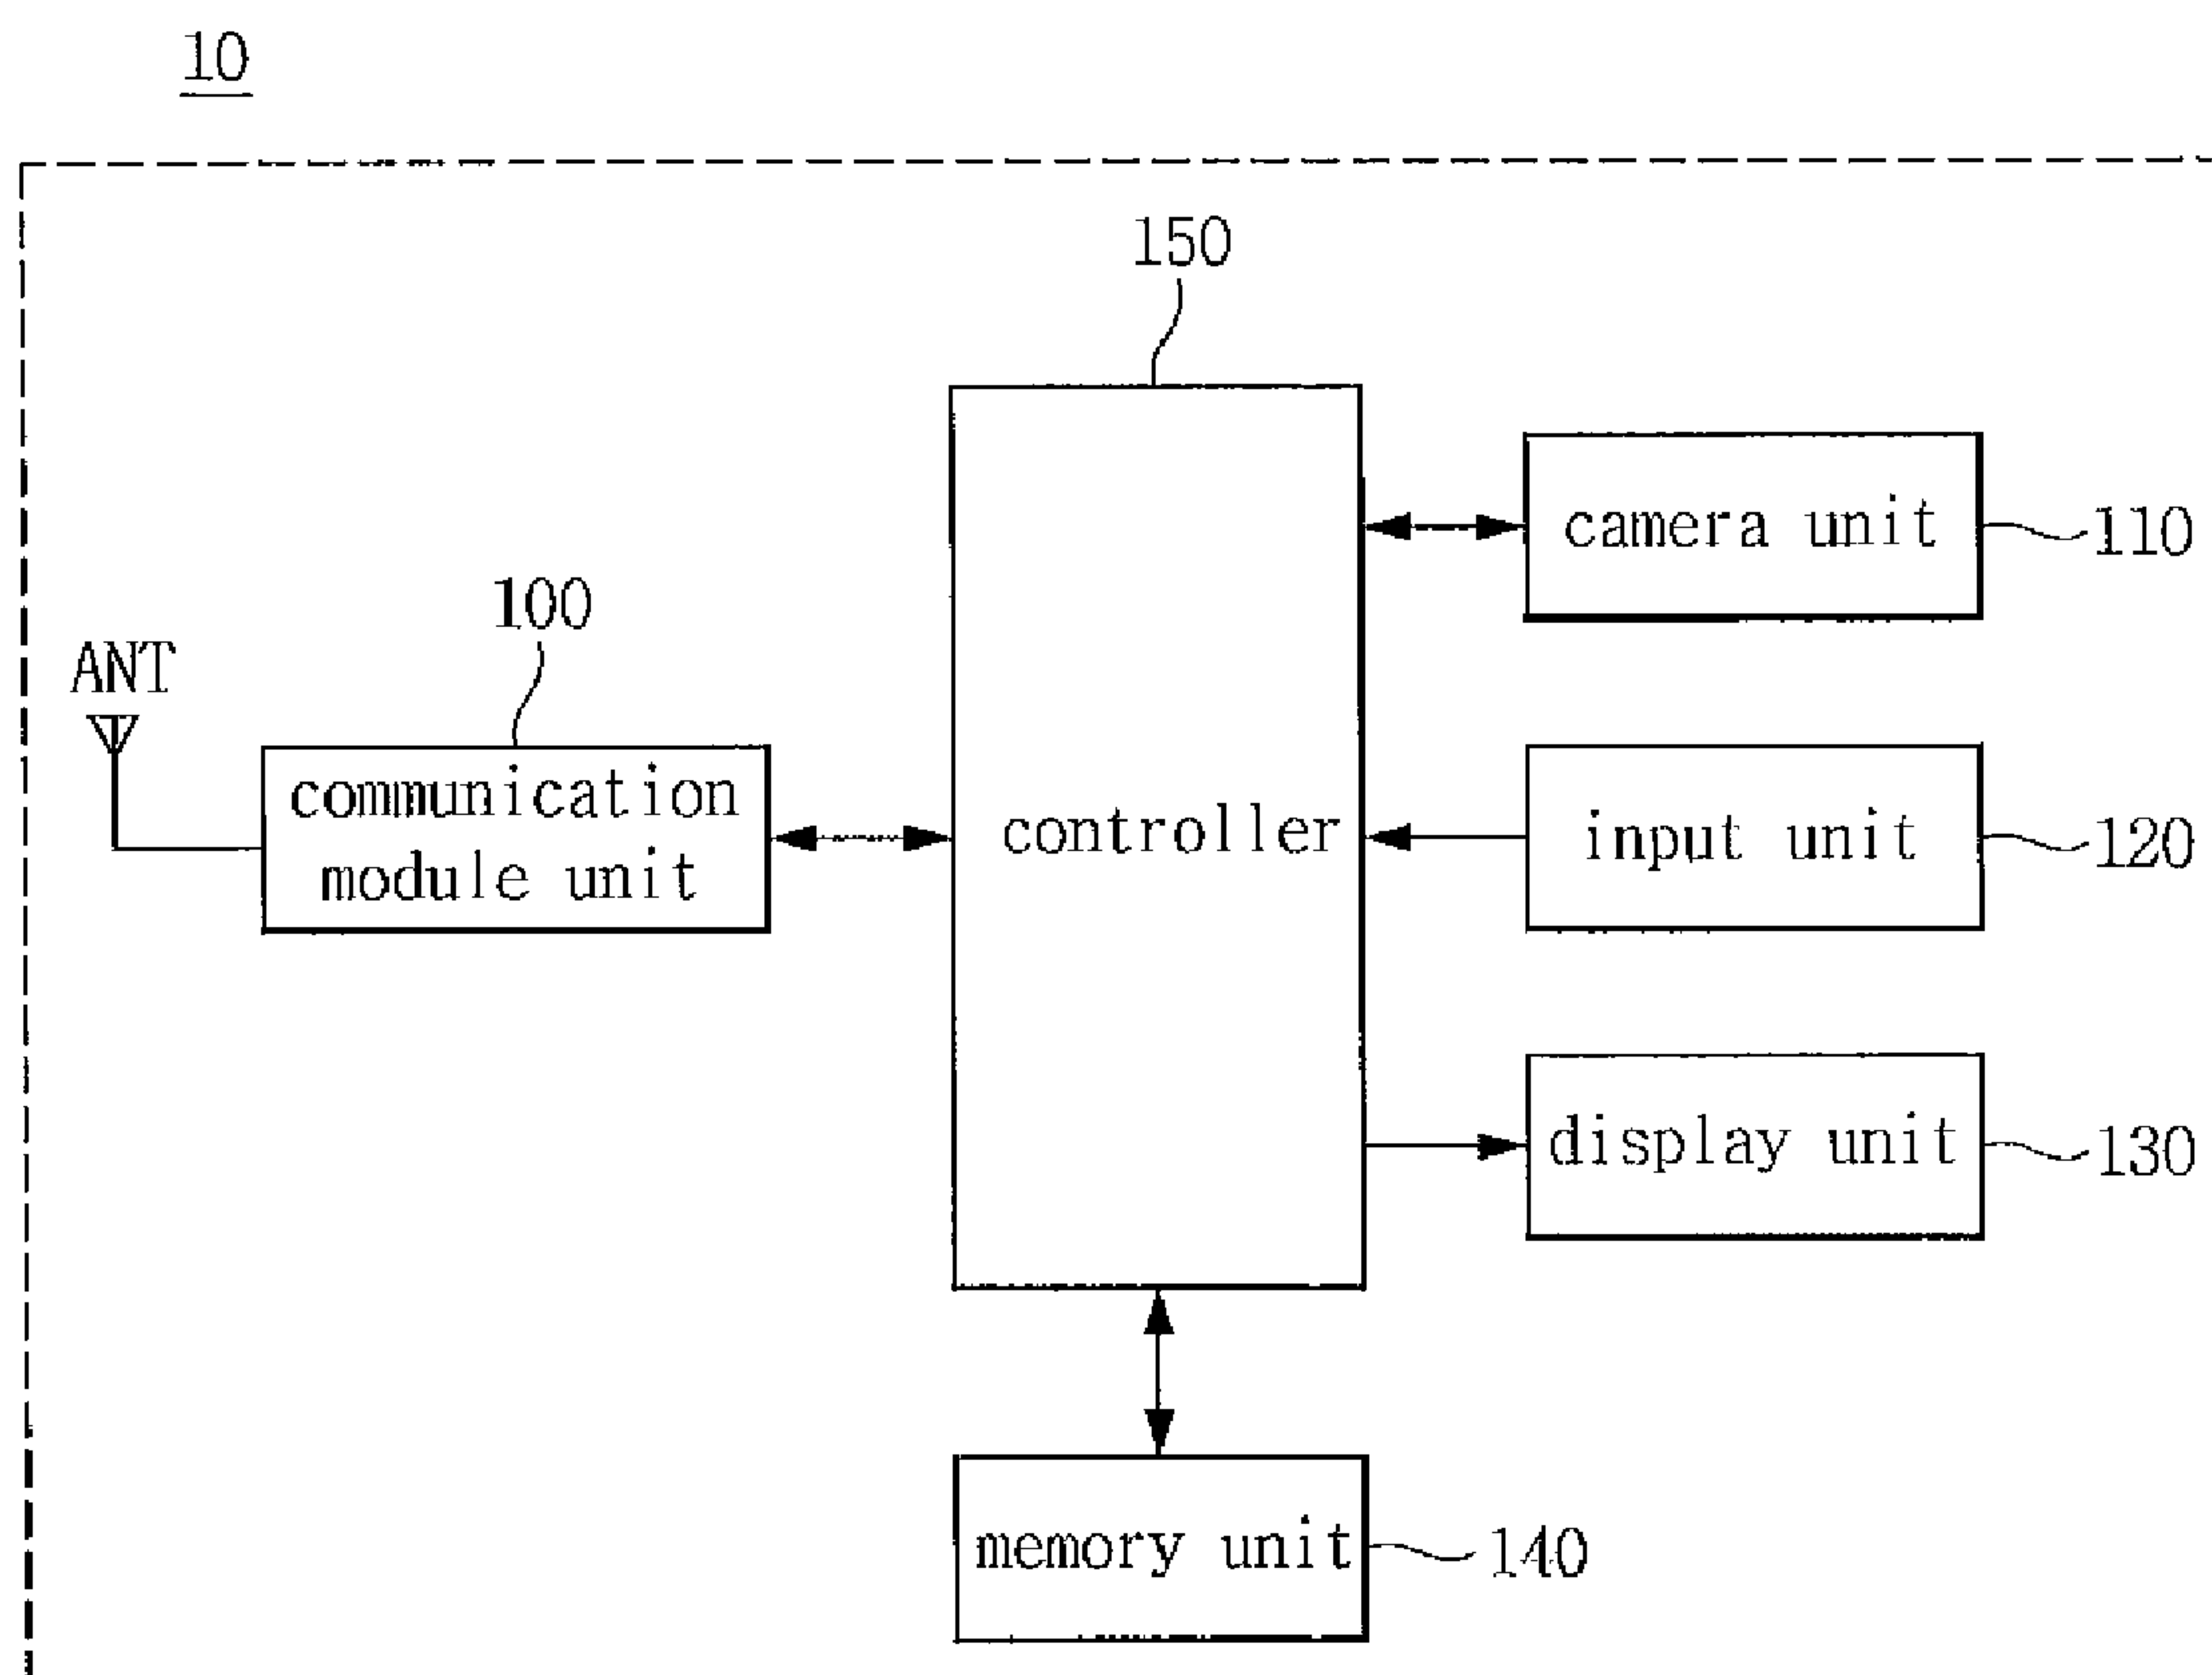 10
150
camera unit
110
100
ANT
communication
module unit
controller
input unit
120
display unit
130
memory unit
140